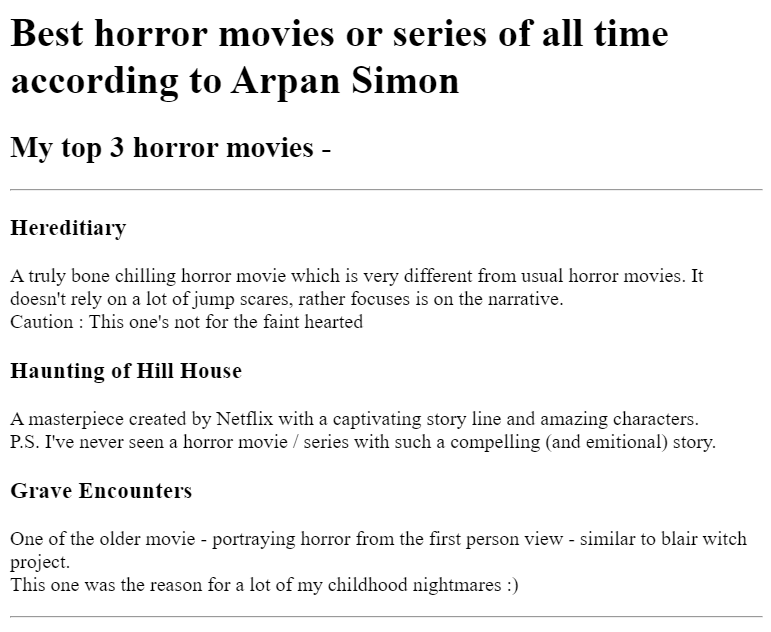 Best horror movies or series of all time
according to Arpan Simon
My top 3 horror movies -
Hereditiary
A truly bone chilling horror movie which is very different from usual horror movies. It
doesn't rely on a lot of jump scares, rather focuses is on the narrative.
Caution : This one's not for the faint hearted
Haunting of Hill House
A masterpiece created by Netflix with a captivating story line and amazing characters.
P.S. I've never seen a horror movie / series with such a compelling (and emitional) story.
Grave Encounters
One of the older movie - portraying horror from the first person view - similar to blair witch
project.
This one was the reason for a lot of my childhood nightmares :)